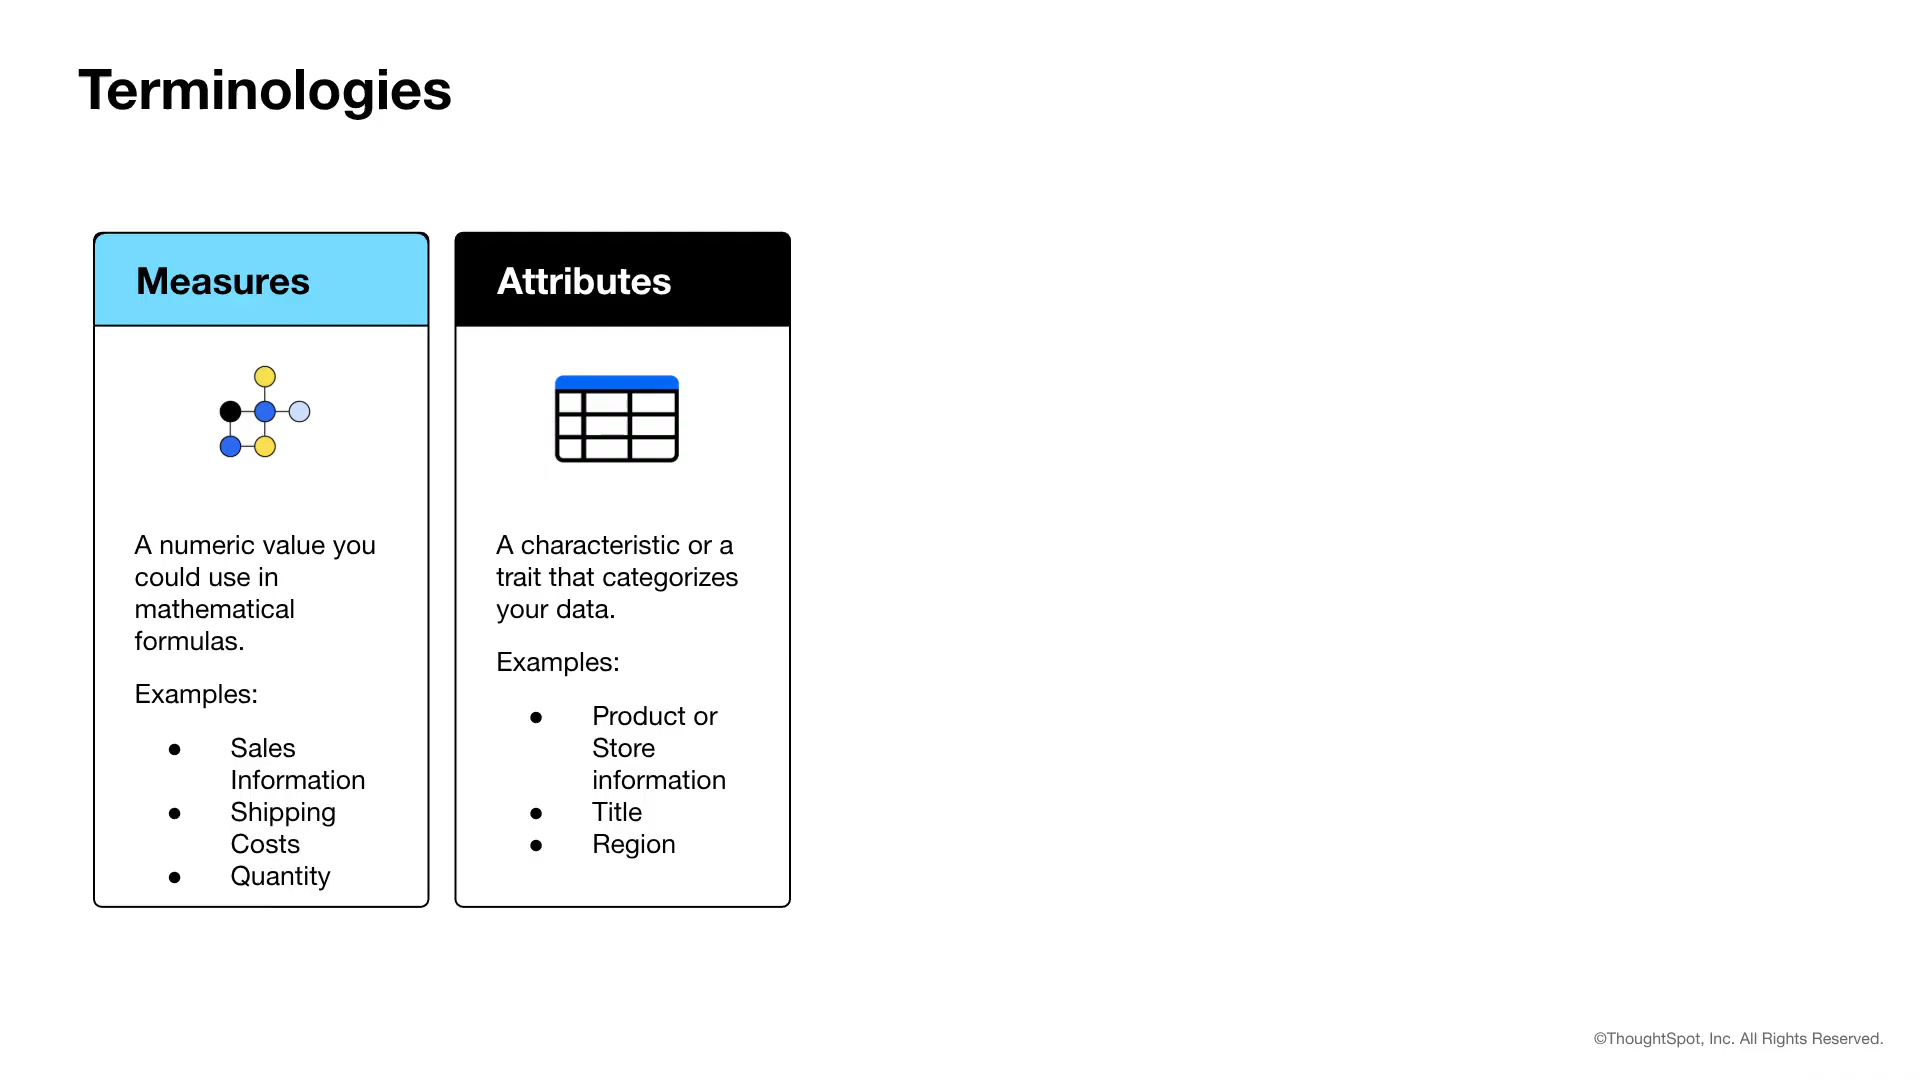 Terminologies
Measures
A numeric value you
could use in
mathematical
formulas.
Examples:
● Sales
Information
● Shipping
Costs
● Quantity
Attributes
A characteristic or a
trait that categorizes
your data.
Examples:
● Product or
Store
information
● Title
● Region
©ThoughtSpot, Inc. All Rights Reserved.